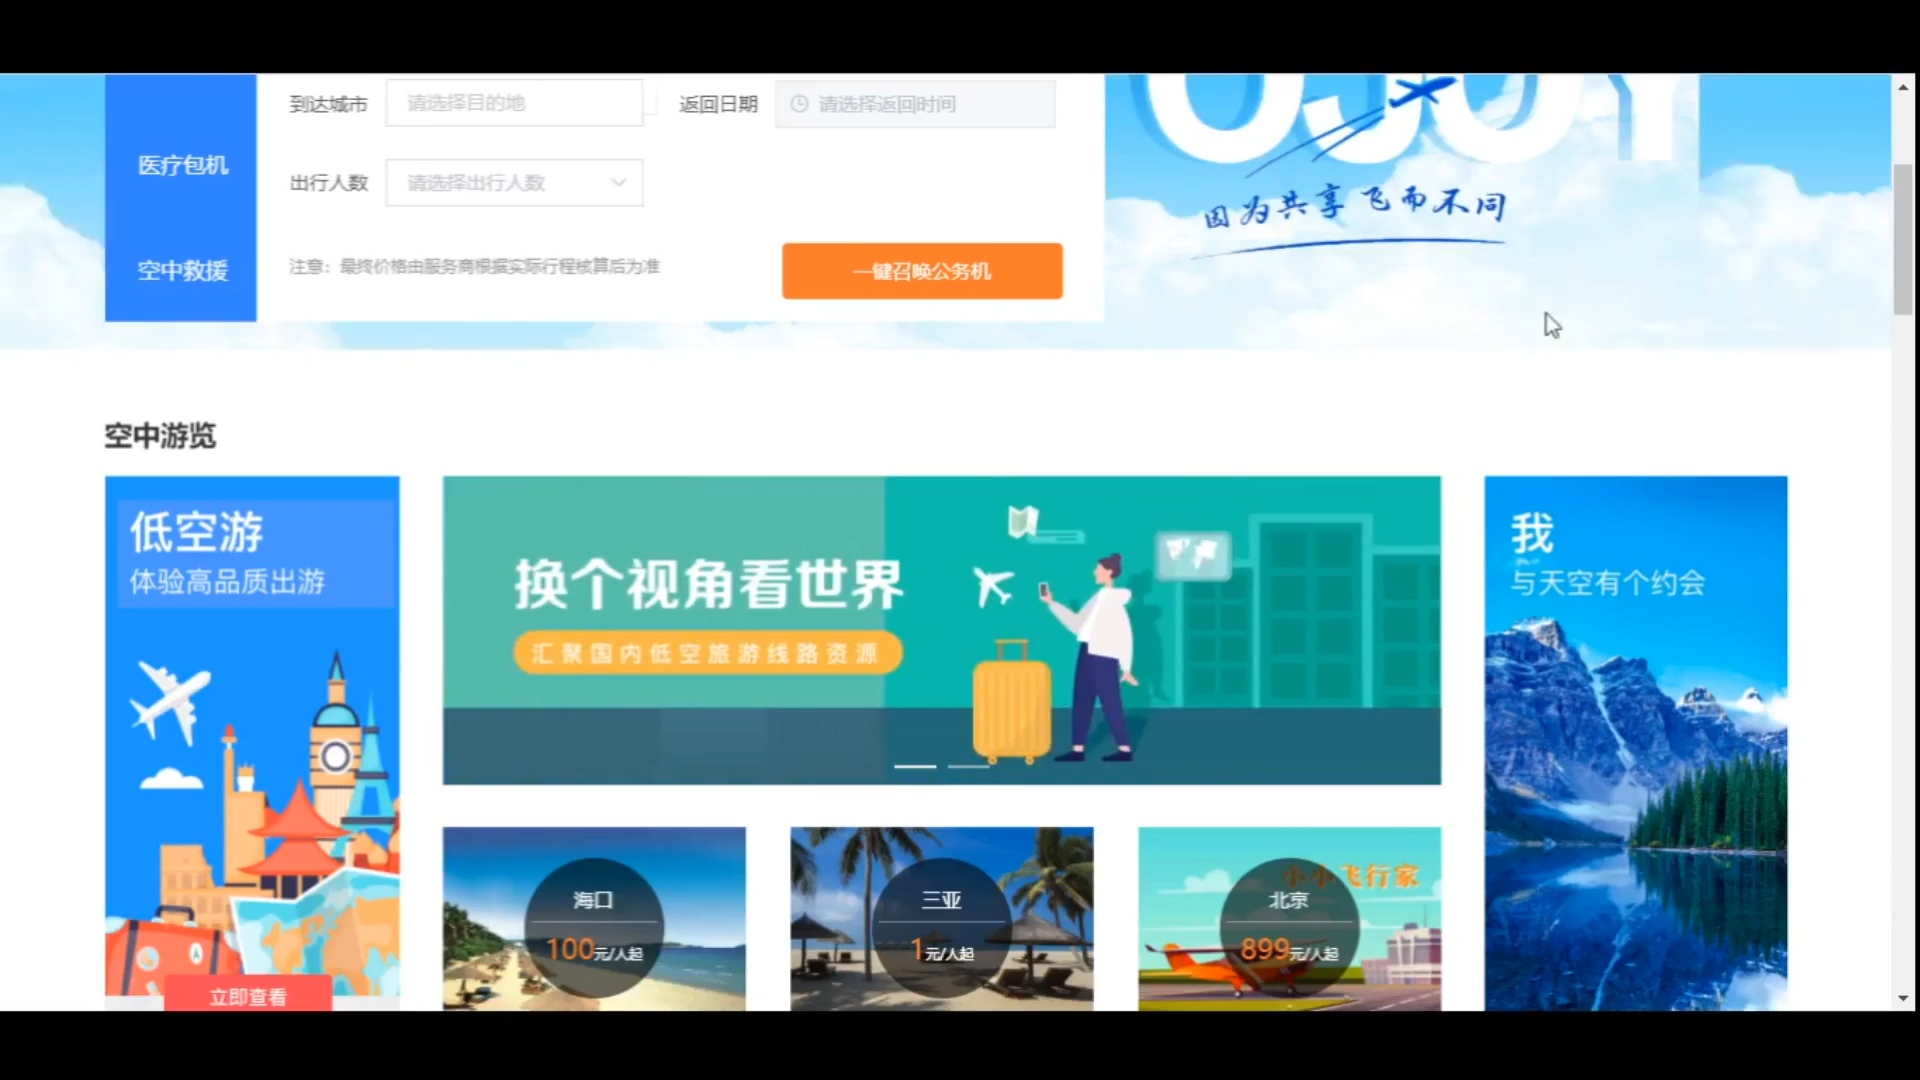 到达城市
请选择目的地
返回日期
请选择返回时间
医疗包机
出行人数
请选择出行人数
因为共享 飞而不同
空中救援
注意：最终价格由服务商根据实际行程核算后为准
一键召唤公务机
空中游览
低空游
体验高品质出游
换个视角看世界
汇聚国内低空旅游线路资源
我
与天空有个约会
海口
100元/人起
三亚
1元/人起
小小飞行家
北京
899元/人起
立即查看